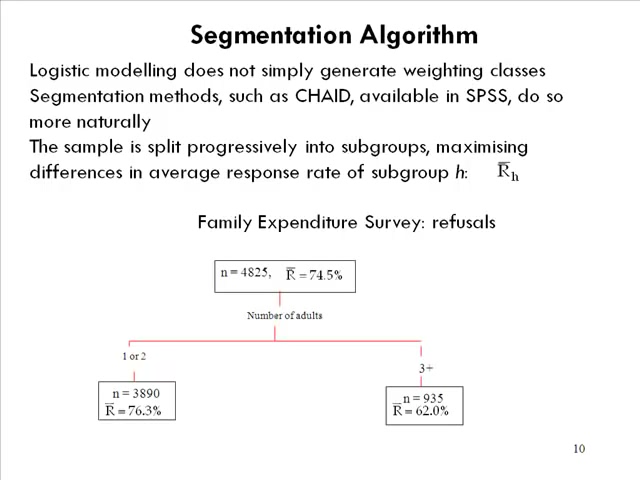 Segmentation Algorithm
Logistic modelling does not simply generate weighting classes
Segmentation methods, such as CHAID, available in SPSS, do so
more naturally
The sample is split progressively into subgroups, maximising
differences in average response rate of subgroup h: R̿ₕ
Family Expenditure Survey: refusals
n = 4825, R̅ = 74.5%
Number of adults
1 or 2
3+
n = 3890
R̅ = 76.3%
n = 935
R̅ = 62.0%
10